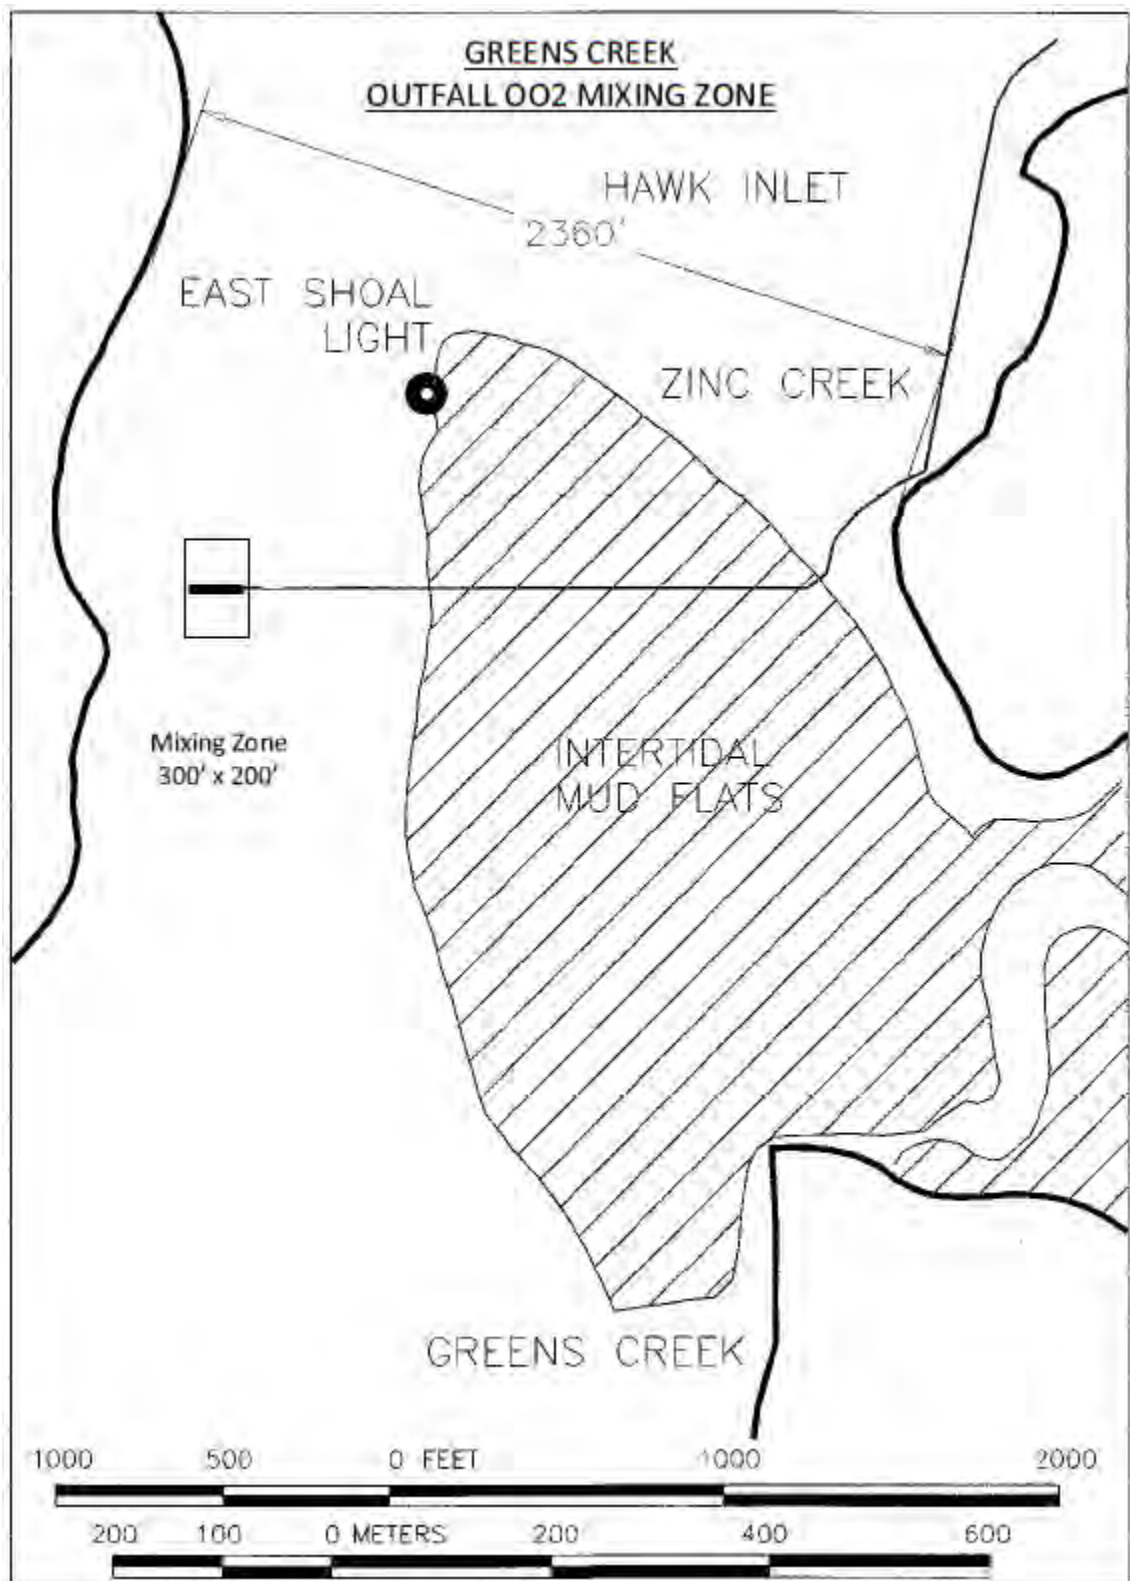 GREENS CREEK
OUTFALL OO2 MIXING ZONE
HAWK INLET
2360'
EAST SHOAL
LIGHT
ZINC CREEK
Mixing Zone
300' x 200'
INTERTIDAL
MUD FLATS
GREENS CREEK
1000 500 0 FEET 1000 2000
200 100 0 METERS 200 400 600